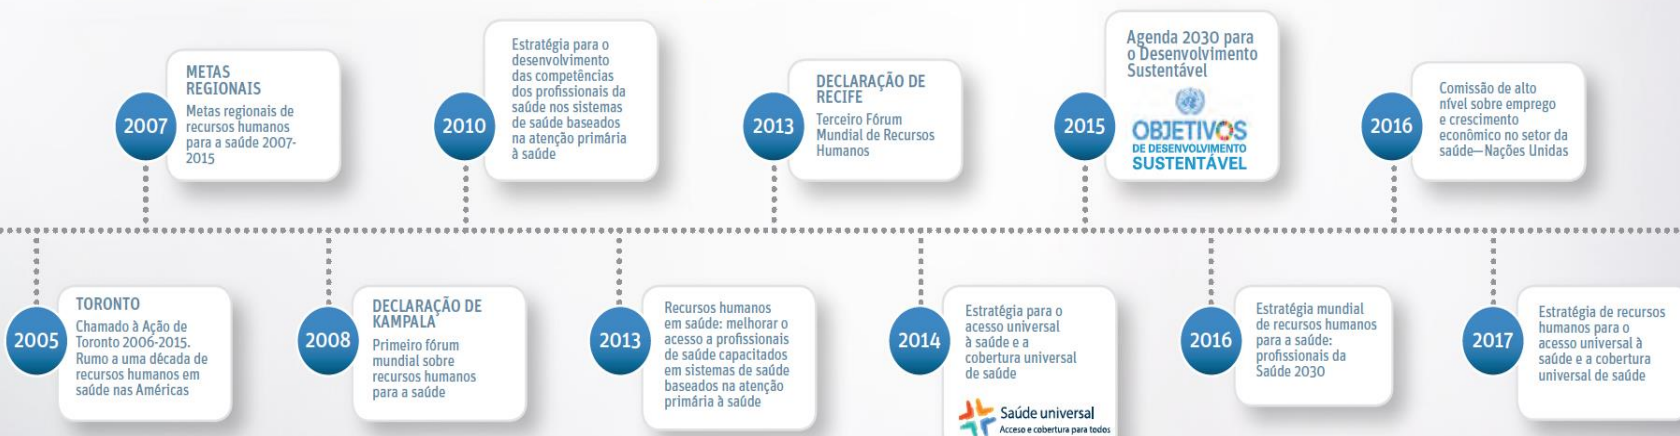 2007
METAS
REGIONAIS
Metas regionais de
recursos humanos
para a saúde 2007-
2015
2010
Estratégia para o
desenvolvimento
das competências
dos profissionais da
saúde nos sistemas
de saúde baseados
na atenção primária
à saúde
2013
DECLARAÇÃO DE
RECIFE
Terceiro Fórum
Mundial de Recursos
Humanos
2015
Agenda 2030 para
o Desenvolvimento
Sustentável
OBJETIVOS
DE DESENVOLVIMENTO
SUSTENTÁVEL
2016
Comissão de alto
nível sobre emprego
e crescimento
econômico no setor da
saúde—Nações Unidas
2005
TORONTO
Chamado à Ação de
Toronto 2006-2015.
Rumo a uma década de
recursos humanos em
saúde nas Américas
2008
DECLARAÇÃO DE
KAMPALA
Primeiro fórum
mundial sobre
recursos humanos
para a saúde
2013
Recursos humanos
em saúde: melhorar o
acesso a profissionais
de saúde capacitados
em sistemas de saúde
baseados na atenção
primária à saúde
2014
Estratégia para o
acesso universal
à saúde e a
cobertura universal
de saúde
Saúde universal
Acceso e cobertura para todos
2016
Estratégia mundial
de recursos humanos
para a saúde:
profissionais da
Saúde 2030
2017
Estratégia de recursos
humanos para o
acesso universal à
saúde e a cobertura
universal de saúde